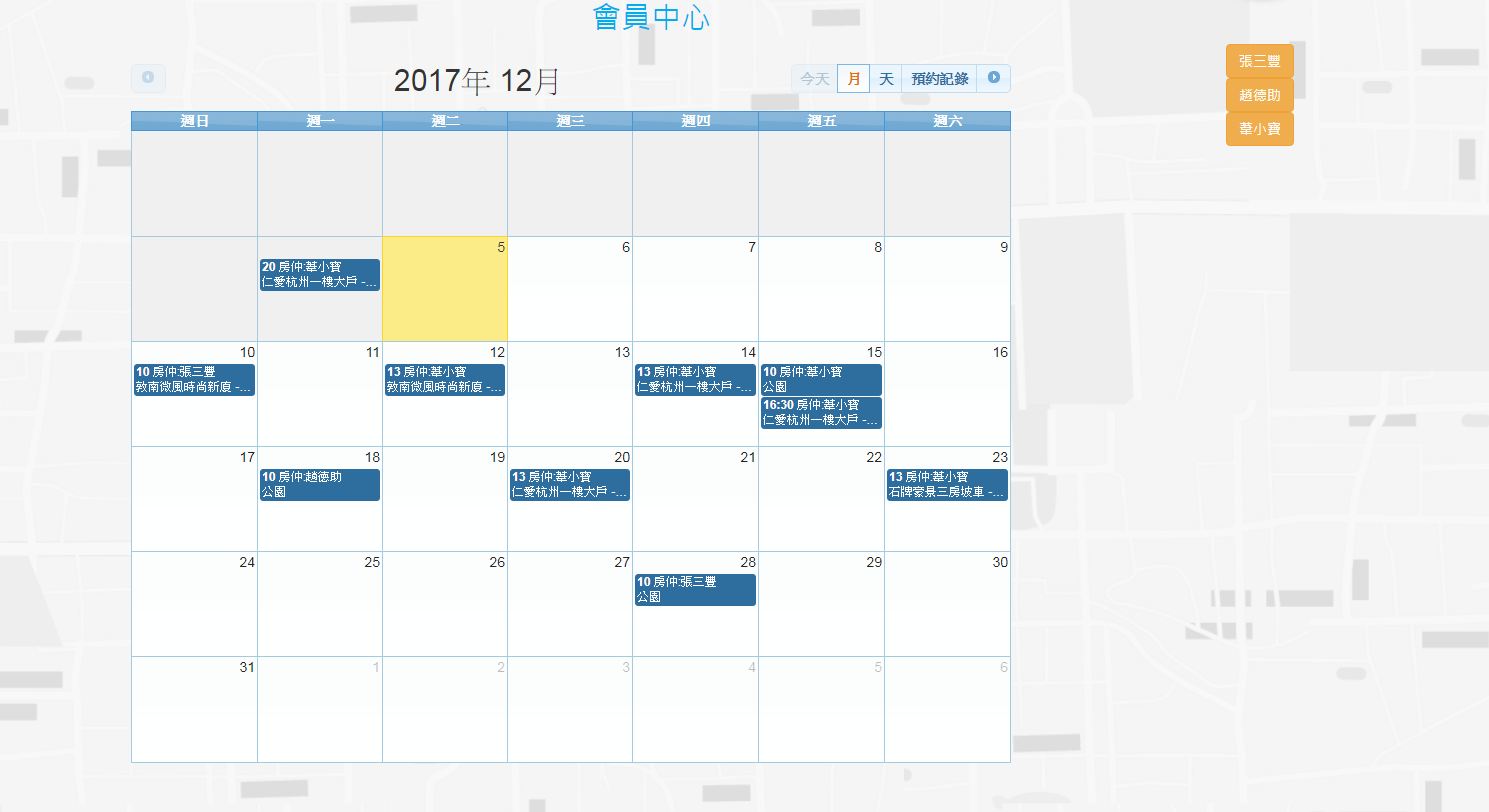 會員中心
2017年 12月
今天 月 天 預約記錄
張三豐
趙德助
葦小寶
週日 週一 週二 週三 週四 週五 週六
5 6 7 8 9
20 房仲:葦小寶
仁愛杭州一樓大戶 -...
10 11 12 13 14 15 16
10 房仲:張三豐
敦南微風時尚新廈 -...
13 房仲:葦小寶
敦南微風時尚新廈 -...
13 房仲:葦小寶
仁愛杭州一樓大戶 -...
10 房仲:葦小寶
公園
16:30 房仲:葦小寶
仁愛杭州一樓大戶 -...
17 18 19 20 21 22 23
10 房仲:趙德助
公園
13 房仲:葦小寶
仁愛杭州一樓大戶 -...
13 房仲:葦小寶
石牌豪景三房坡車 -...
24 25 26 27 28 29 30
10 房仲:張三豐
公園
31 1 2 3 4 5 6